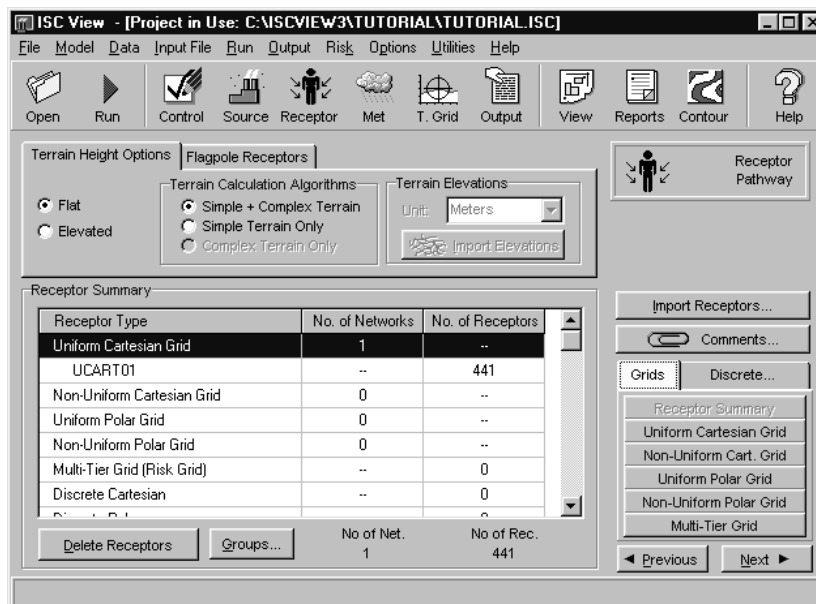 ISC View - [Project in Use: C:\ISCVIEW3\TUTORIAL\TUTORIAL.ISC]
File Model Data Input File Run Output Risk Options Utilities Help
Open Run Control Source Receptor Met T. Grid Output View Reports Contour Help
Terrain Height Options Flagpole Receptors
Flat
Elevated
Terrain Calculation Algorithms
Simple + Complex Terrain
Simple Terrain Only
Complex Terrain Only
Terrain Elevations
Unit: Meters
Import Elevations
Receptor Pathway
Receptor Summary
Receptor Type No. of Networks No. of Receptors
Uniform Cartesian Grid 1 --
UCART01 -- 441
Non-Uniform Cartesian Grid 0 --
Uniform Polar Grid 0 --
Non-Uniform Polar Grid 0 --
Multi-Tier Grid (Risk Grid) -- 0
Discrete Cartesian -- 0
Delete Receptors
Groups...
No of Net. No of Rec.
1 441
Import Receptors...
Comments...
Grids Discrete...
Receptor Summary
Uniform Cartesian Grid
Non-Uniform Cart. Grid
Uniform Polar Grid
Non-Uniform Polar Grid
Multi-Tier Grid
Previous Next